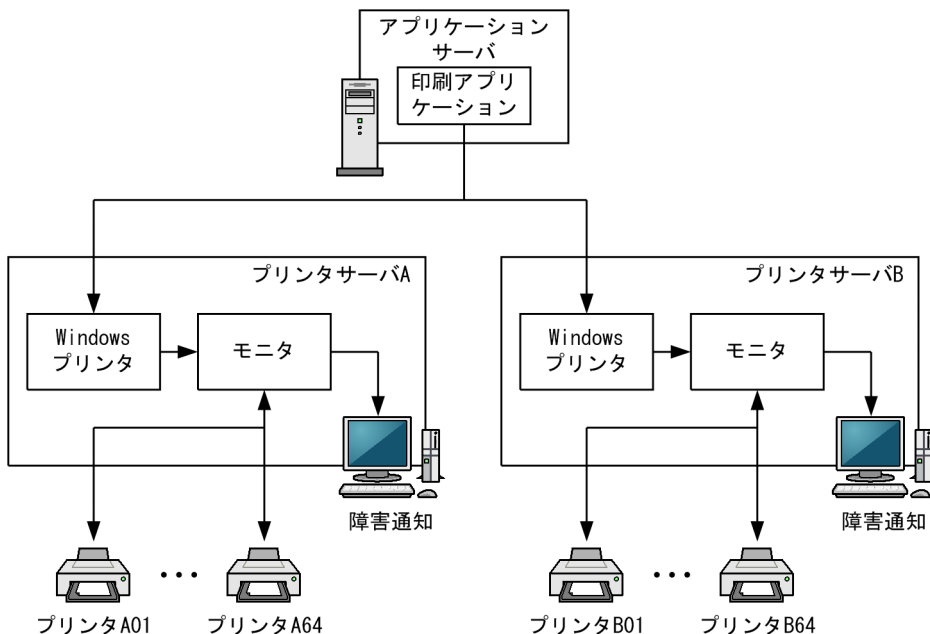 アプリケーション
サーバ
印刷アプリ
ケーション
プリンタサーバA
Windows
プリンタ
モニタ
障害通知
プリンタA01
･･･
プリンタA64
プリンタサーバB
Windows
プリンタ
モニタ
障害通知
プリンタB01
･･･
プリンタB64